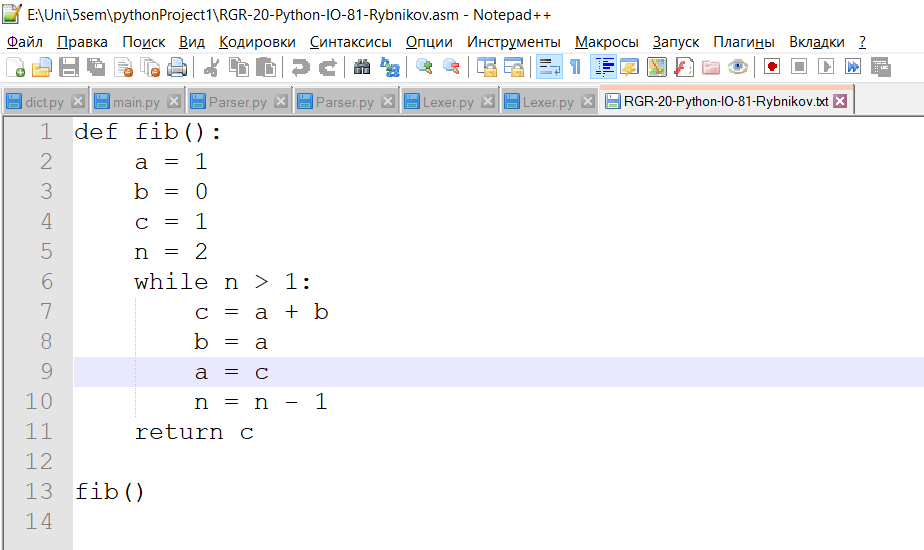 E:\Uni\5sem\pythonProject1\RGR-20-Python-IO-81-Rybnikov.asm - Notepad++
Файл Правка Поиск Вид Кодировки Синтаксисы Опции Инструменты Макросы Запуск Плагины Вкладки ?
dict.py main.py Parser.py Parser.py Lexer.py Lexer.py RGR-20-Python-IO-81-Rybnikov.txt
1 def fib():
2     a = 1
3     b = 0
4     c = 1
5     n = 2
6     while n > 1:
7         c = a + b
8         b = a
9         a = c
10         n = n - 1
11     return c
12
13 fib()
14